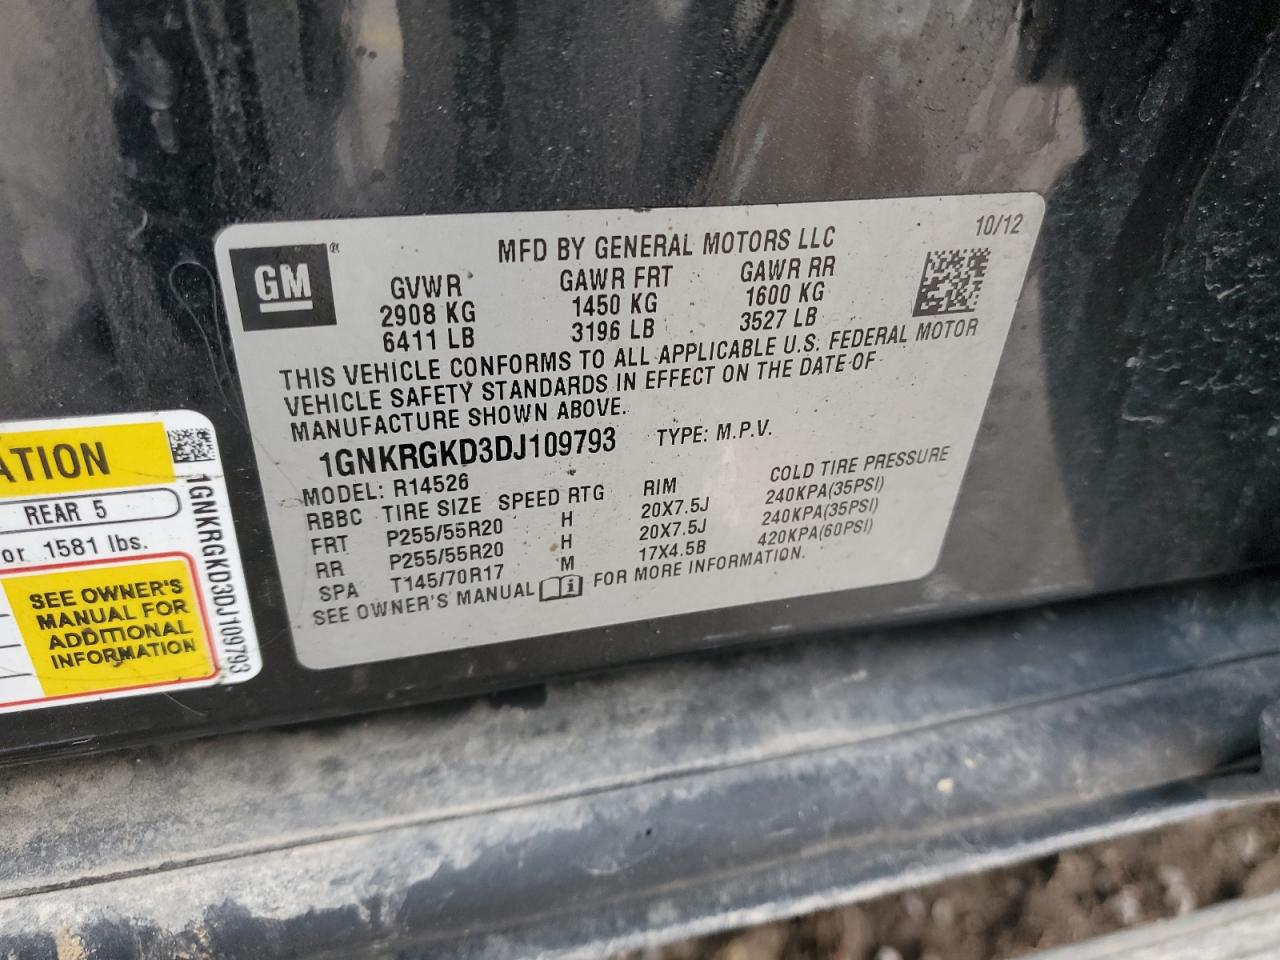 GM ®
MFD BY GENERAL MOTORS LLC
10/12
GVWR GAWR FRT GAWR RR
2908 KG 1450 KG 1600 KG
6411 LB 3196 LB 3527 LB
THIS VEHICLE CONFORMS TO ALL APPLICABLE U.S. FEDERAL MOTOR
VEHICLE SAFETY STANDARDS IN EFFECT ON THE DATE OF
MANUFACTURE SHOWN ABOVE.
1GNKRGKD3DJ109793 TYPE: M.P.V.
MODEL: R14526
RBBC TIRE SIZE SPEED RTG RIM COLD TIRE PRESSURE
FRT P255/55R20 H 20X7.5J 240KPA(35PSI)
RR P255/55R20 H 20X7.5J 240KPA(35PSI)
SPA T145/70R17 M 17X4.5B 420KPA(60PSI)
SEE OWNER'S MANUAL FOR MORE INFORMATION.
ATION
REAR 5
or 1581 lbs.
SEE OWNER'S
MANUAL FOR
ADDITIONAL
INFORMATION
1GNKRGKD3DJ109793